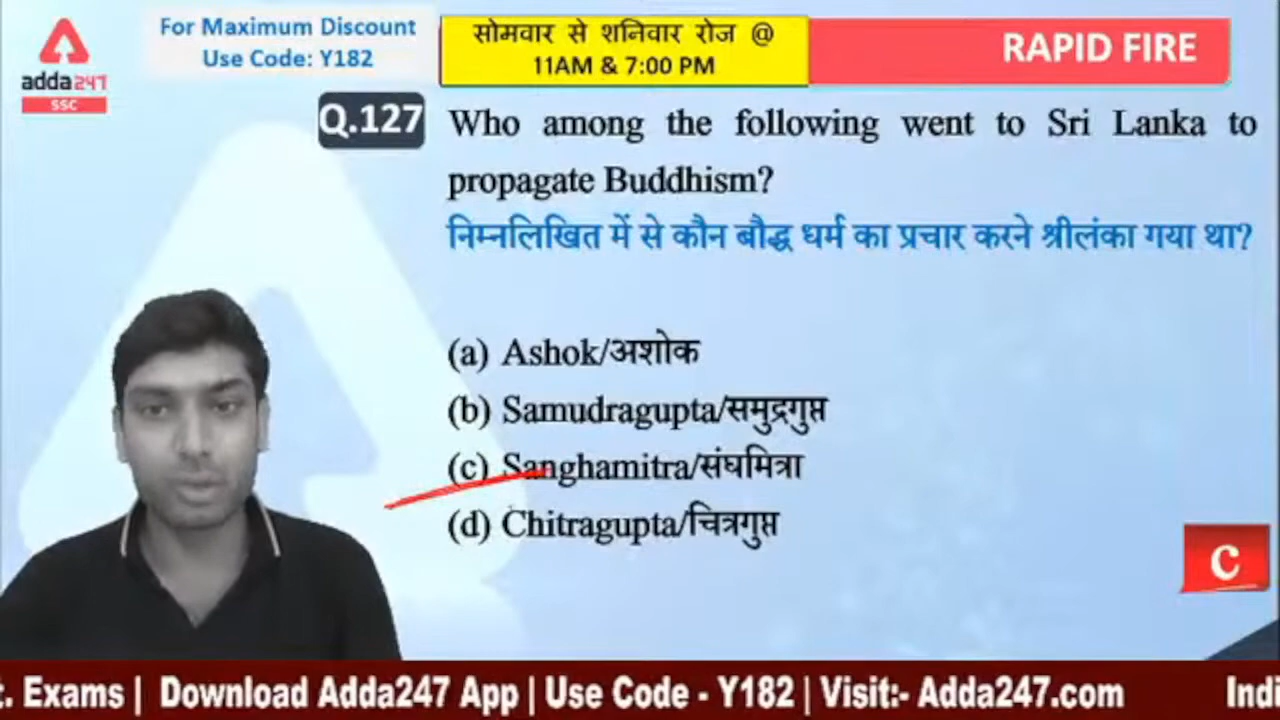 For Maximum Discount
Use Code: Y182
adda247
SSC
सोमवार से शनिवार रोज @
11AM & 7:00 PM
RAPID FIRE
Q.127
Who among the following went to Sri Lanka to
propagate Buddhism?
निम्नलिखित में से कौन बौद्ध धर्म का प्रचार करने श्रीलंका गया था?
(a) Ashok/अशोक
(b) Samudragupta/समुद्रगुप्त
(c) Sanghamitra/संघमित्रा
(d) Chitragupta/चित्रगुप्त
C
t. Exams | Download Adda247 App | Use Code - Y182 | Visit:- Adda247.com Indi